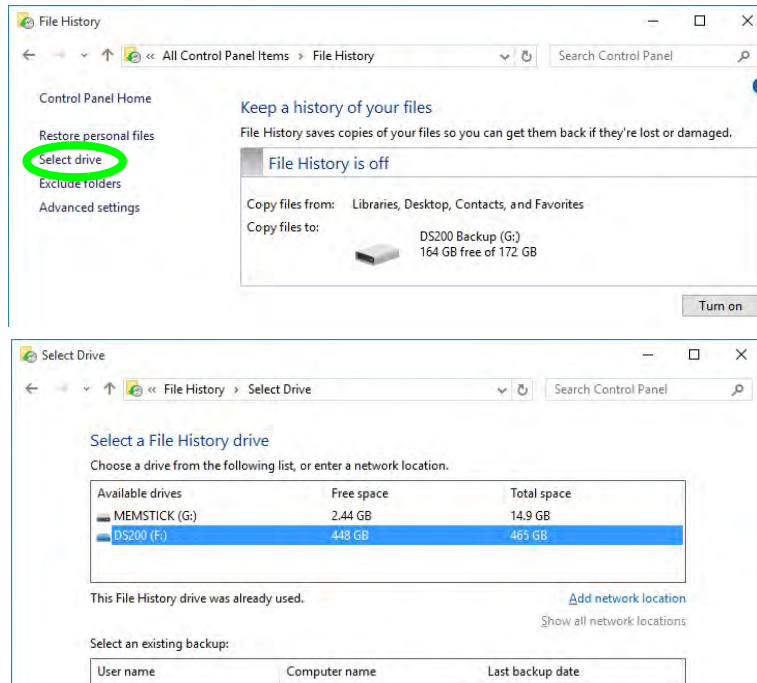 File History
« All Control Panel Items › File History
Search Control Panel
Control Panel Home
Restore personal files
Select drive
Exclude folders
Advanced settings
Keep a history of your files
File History saves copies of your files so you can get them back if they're lost or damaged.
File History is off
Copy files from: Libraries, Desktop, Contacts, and Favorites
Copy files to:
DS200 Backup (G:)
164 GB free of 172 GB
Turn on
Select Drive
« File History › Select Drive
Search Control Panel
Select a File History drive
Choose a drive from the following list, or enter a network location.
Available drives Free space Total space
MEMSTICK (G:) 2.44 GB 14.9 GB
DS200 (F:) 448 GB 465 GB
This File History drive was already used.
Add network location
Show all network locations
Select an existing backup:
User name Computer name Last backup date